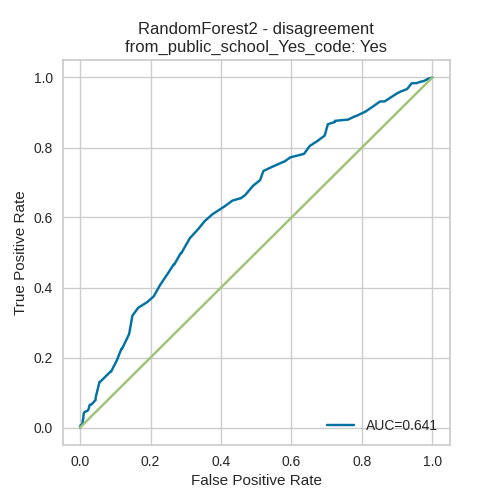 RandomForest2 - disagreement
from_public_school_Yes_code: Yes
1.0
0.8
0.6
0.4
0.2
0.0
True Positive Rate
AUC=0.641
0.0 0.2 0.4 0.6 0.8 1.0
False Positive Rate